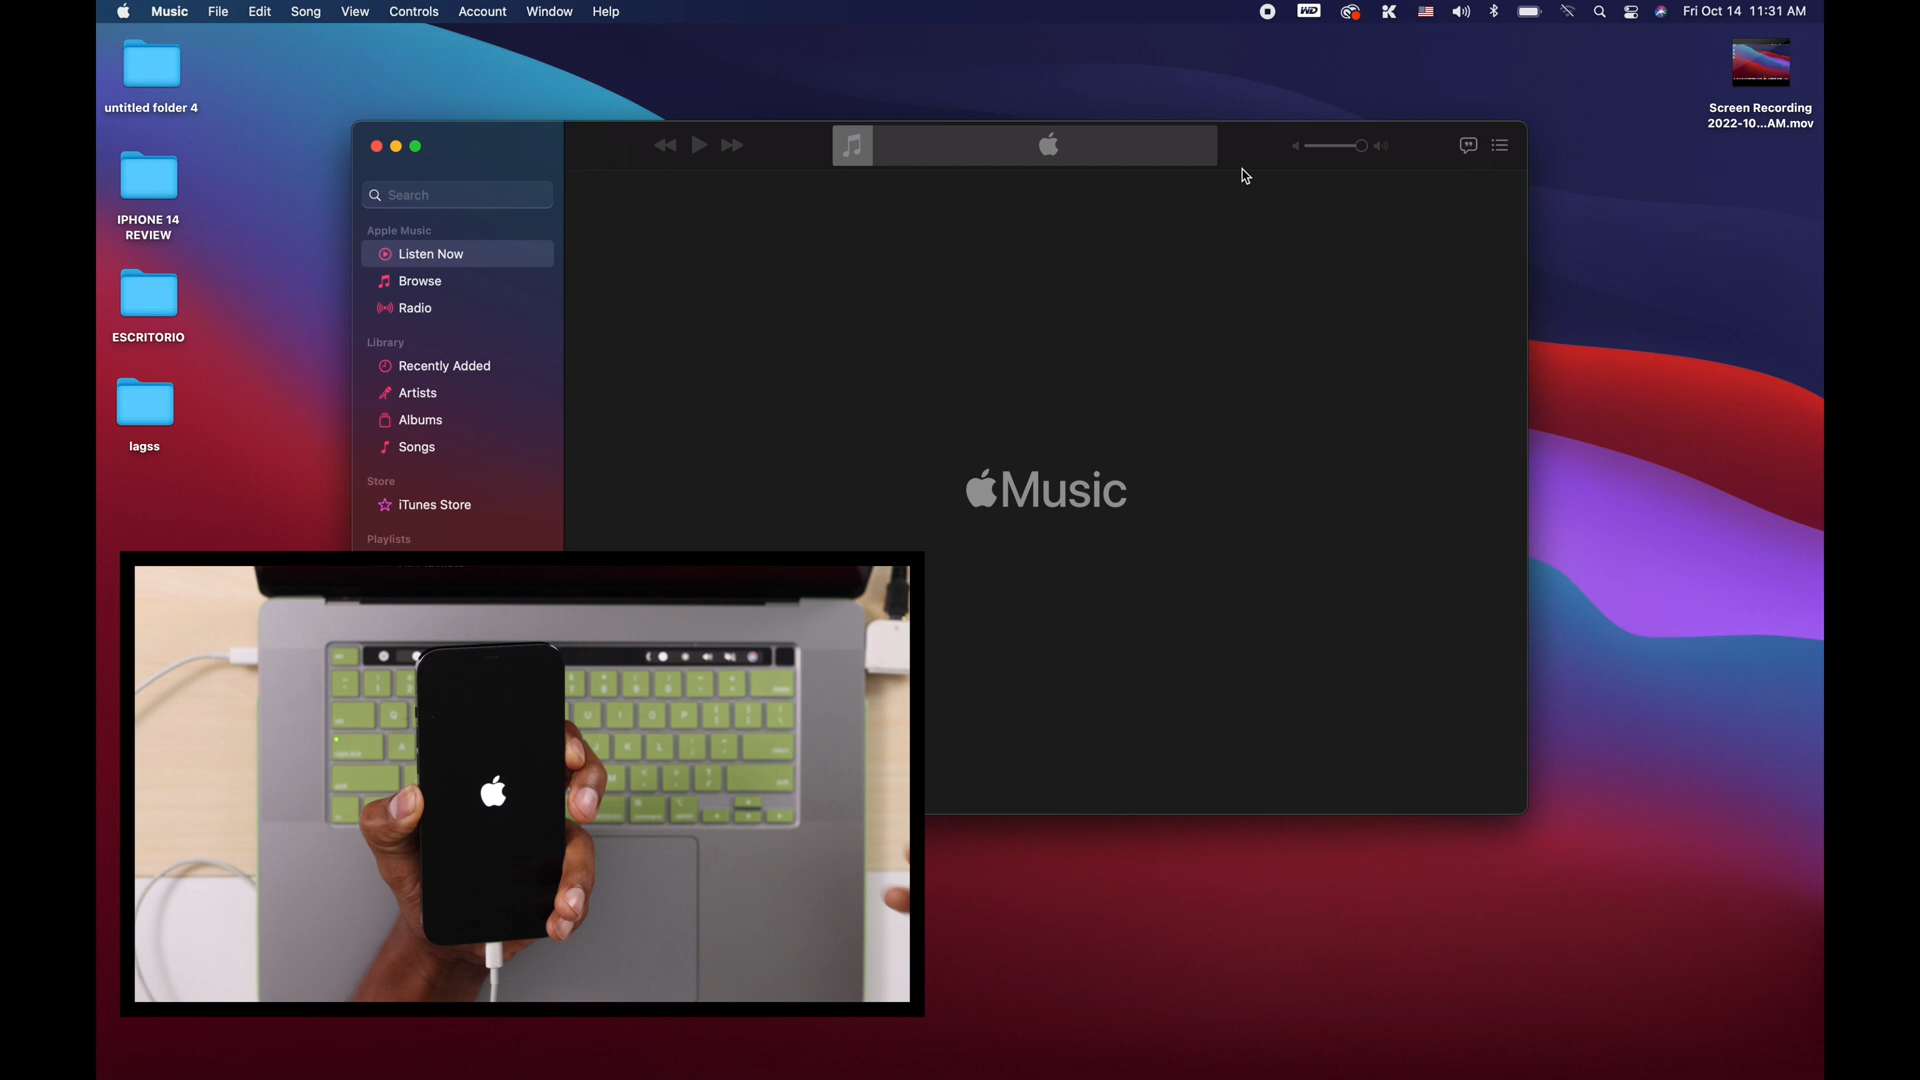 Music File Edit Song View Controls Account Window Help
WD
Fri Oct 14 11:31 AM
untitled folder 4
Screen Recording
2022-10...AM.mov
IPHONE 14
REVIEW
ESCRITORIO
lagss
Search
Apple Music
Listen Now
Browse
Radio
Library
Recently Added
Artists
Albums
Songs
Store
iTunes Store
Playlists
Music